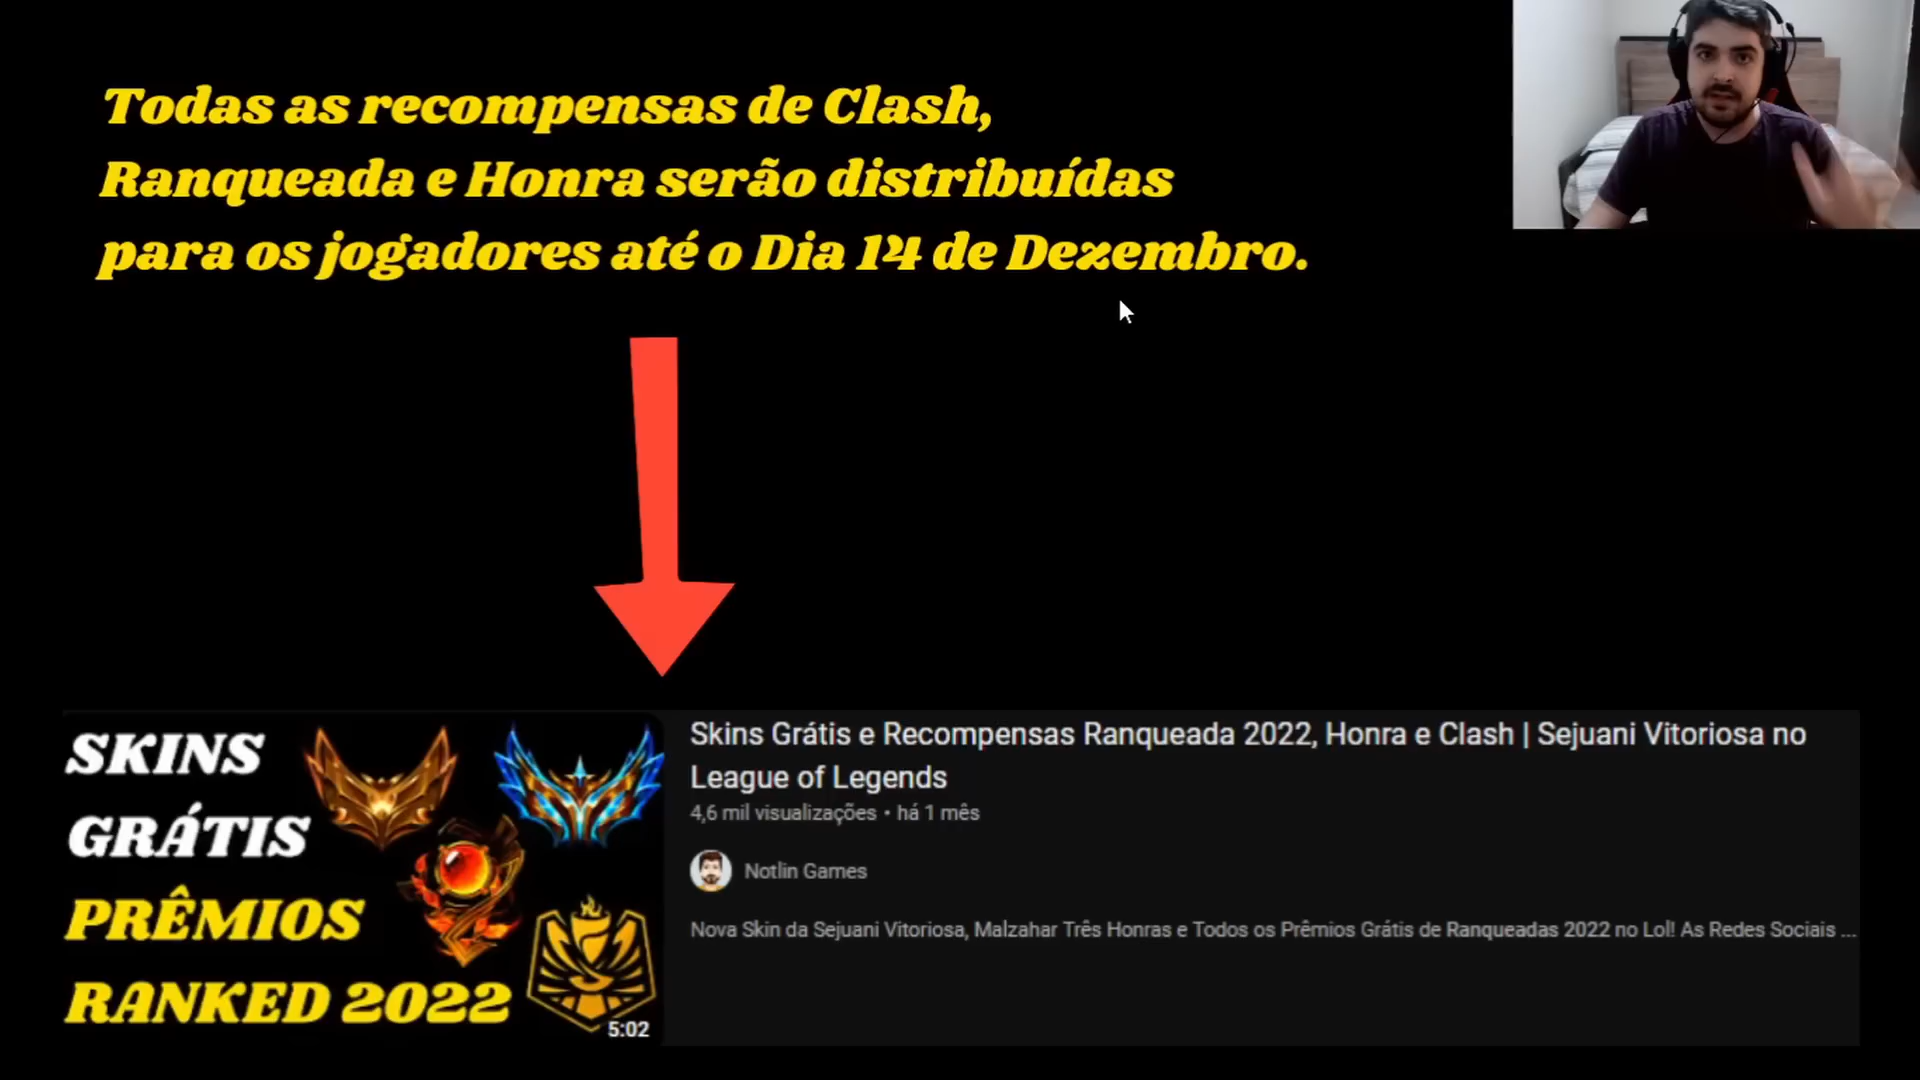 Todas as recompensas de Clash,
Ranqueada e Honra serão distribuídas
para os jogadores até o Dia 14 de Dezembro.
SKINS
GRÁTIS
PRÊMIOS
RANKED 2022
5:02
Skins Grátis e Recompensas Ranqueada 2022, Honra e Clash | Sejuani Vitoriosa no
League of Legends
4,6 mil visualizações • há 1 mês
Notlin Games
Nova Skin da Sejuani Vitoriosa, Malzahar Três Honras e Todos os Prêmios Grátis de Ranqueadas 2022 no Lol! As Redes Sociais ...